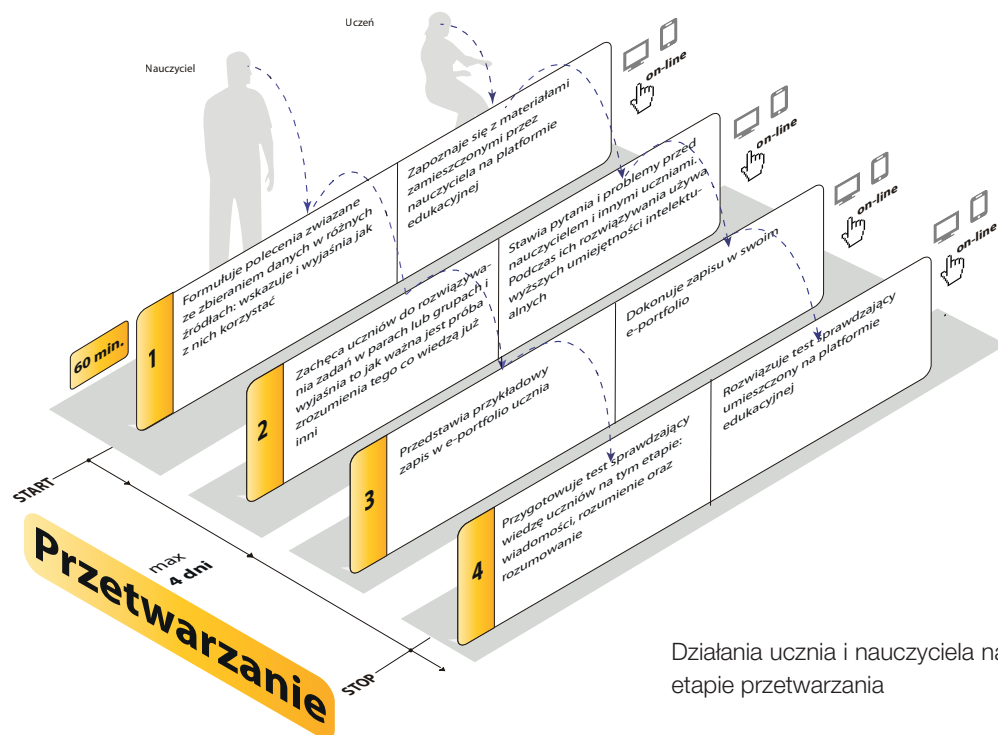 Uczeń
Nauczyciel
60 min.
1
Formułuje polecenia związane
ze zbieraniem danych w różnych
źródłach: wskazuje i wyjaśnia jak
z nich korzystać
Zapoznaje się z materiałami
zamieszczonymi przez
nauczyciela na platformie
edukacyjnej
on-line
2
Zachęca uczniów do rozwiązywa-
nia zadań w parach lub grupach i
wyjaśnia to jak ważna jest próba
zrozumienia tego co wiedzą już
inni
Stawia pytania i problemy przed
nauczycielem i innymi uczniami.
Podczas ich rozwiązywania używa
wyższych umiejętności intelektu-
alnych
on-line
3
Przedstawia przykładowy
zapis w e-portfolio ucznia
Dokonuje zapisu w swoim
e-portfolio
on-line
4
Przygotowuje test sprawdzający
wiedzę uczniów na tym etapie:
wiadomości, rozumienie oraz
rozumowanie
Rozwiązuje test sprawdzający
umieszczony na platformie
edukacyjnej
on-line
START
max
4 dni
STOP
Przetwarzanie
Działania ucznia i nauczyciela na
etapie przetwarzania